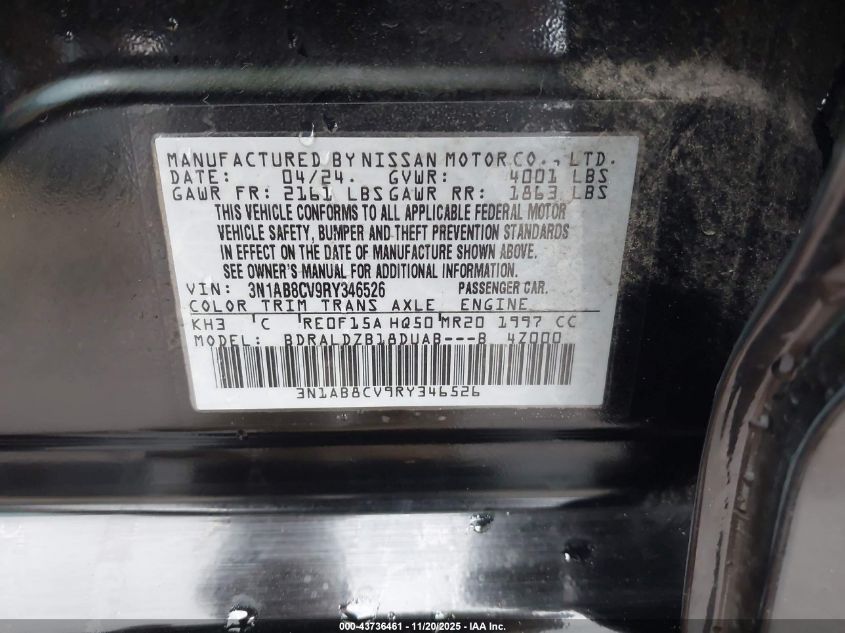 MANUFACTURED BY NISSAN MOTOR CO., LTD.
DATE: 04/24. GVWR: 4001 LBS
GAWR FR: 2161 LBS GAWR RR: 1863 LBS
THIS VEHICLE CONFORMS TO ALL APPLICABLE FEDERAL MOTOR
VEHICLE SAFETY, BUMPER AND THEFT PREVENTION STANDARDS
IN EFFECT ON THE DATE OF MANUFACTURE SHOWN ABOVE.
SEE OWNER'S MANUAL FOR ADDITIONAL INFORMATION.
VIN: 3N1AB8CV9RY346526 PASSENGER CAR.
COLOR TRIM TRANS AXLE ENGINE
KH3 C RE0F15A HQ50 MR20 1997 CC
MODEL: BDRALDZB18DUAB---B 4Z000
3N1AB8CV9RY346526
000-43736461 - 11/20/2025 - IAA Inc.